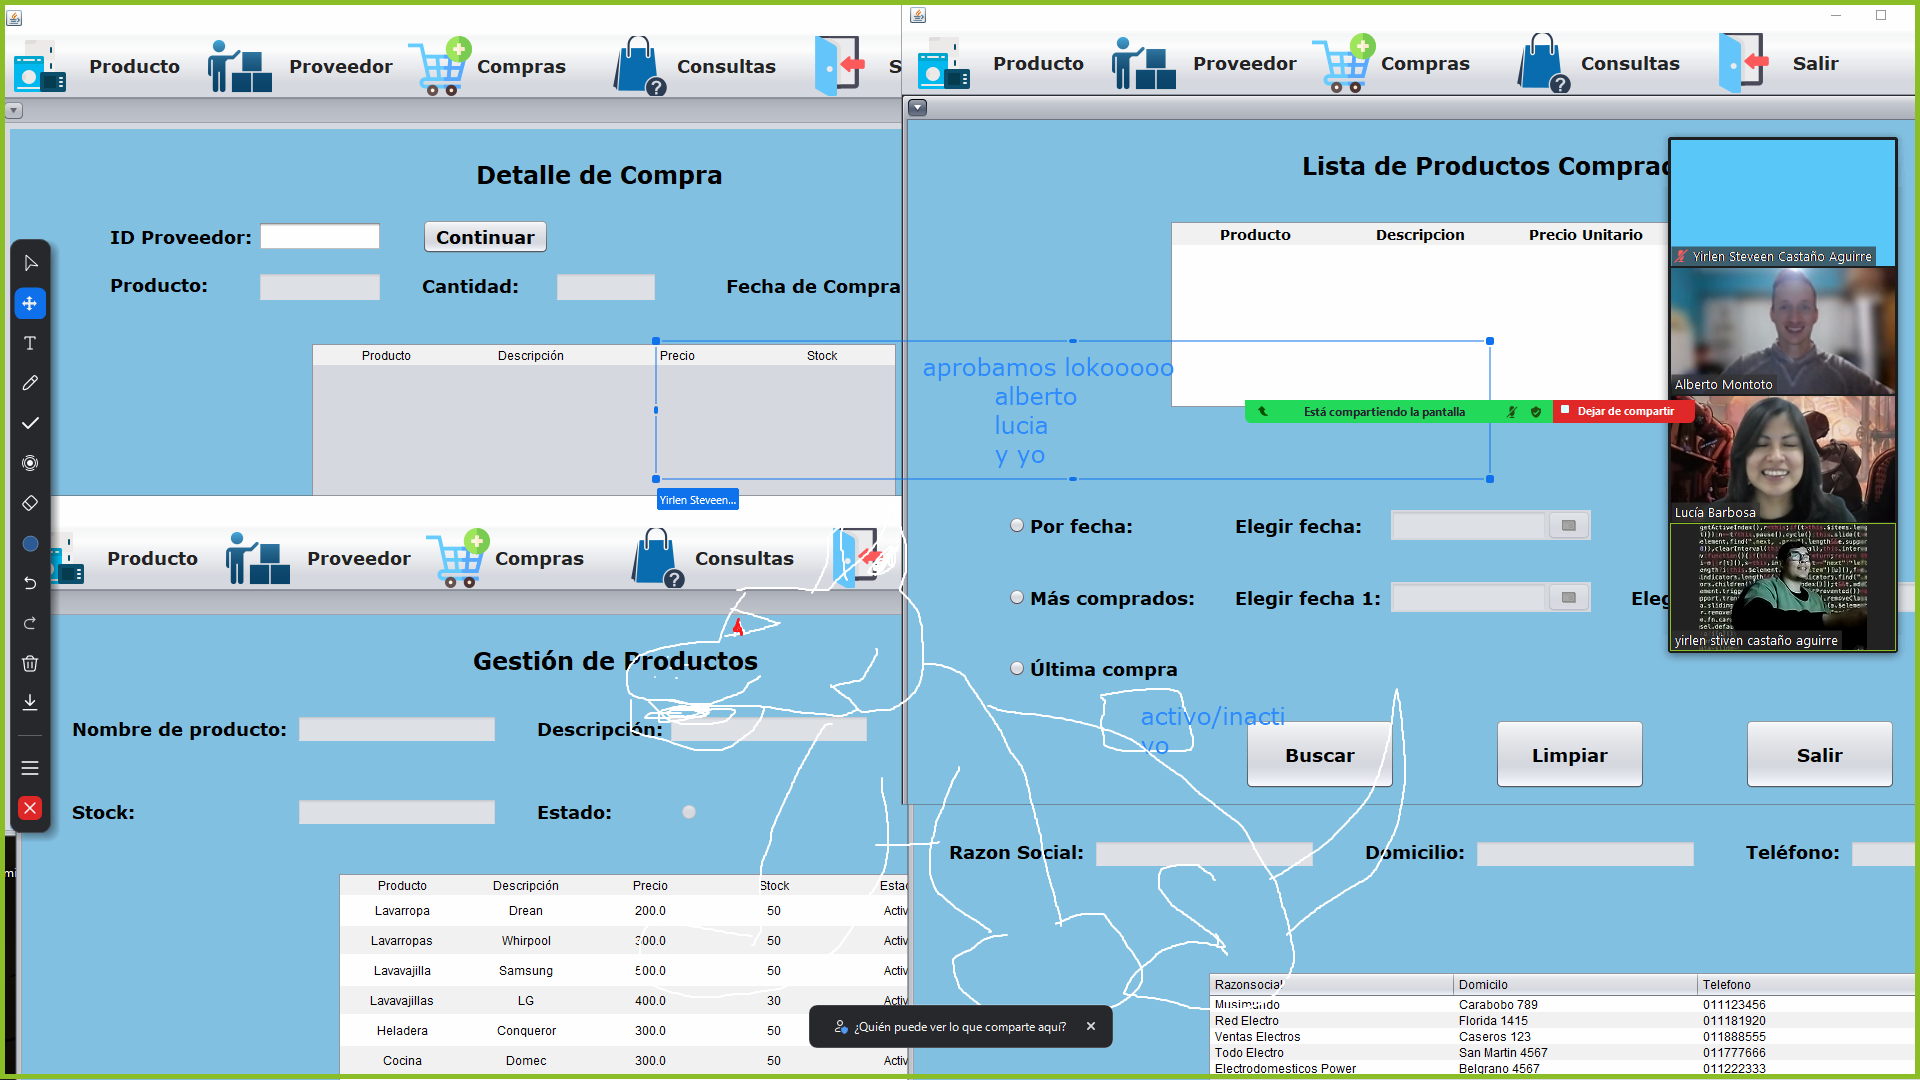 Producto
Proveedor
Compras
Consultas
S
Producto
Proveedor
Compras
Consultas
Salir
Detalle de Compra
ID Proveedor:
Continuar
Producto:
Cantidad:
Fecha de Compra
Producto
Descripción
Precio
Stock
Lista de Productos Comprad
Producto
Descripcion
Precio Unitario
aprobamos lokooooo
alberto
lucia
y yo
Yirlen Steveen...
Está compartiendo la pantalla
Dejar de compartir
Yirlen Steveen Castaño Aguirre
Alberto Montoto
Lucía Barbosa
yirlen stiven castaño aguirre
Por fecha:
Elegir fecha:
Más comprados:
Elegir fecha 1:
Eleg
Última compra
activo/inacti
vo
Buscar
Limpiar
Salir
Producto
Proveedor
Compras
Consultas
Gestión de Productos
Nombre de producto:
Descripción:
Stock:
Estado:
Producto Descripción Precio Stock Estad
Lavarropa Drean 200.0 50 Activ
Lavarropas Whirpool 300.0 50 Activ
Lavavajilla Samsung 500.0 50 Activ
Lavavajillas LG 400.0 30 Activ
Heladera Conqueror 300.0 50
Cocina Domec 300.0 50
Razon Social:
Domicilio:
Teléfono:
Razonsocial Domicilo Telefono
Musimundo Carabobo 789 011123456
Red Electro Florida 1415 011181920
Ventas Electros Caseros 123 011888555
Todo Electro San Martin 4567 011777666
Electrodomesticos Power Belgrano 4567 011222333
¿Quién puede ver lo que comparte aquí?
mi